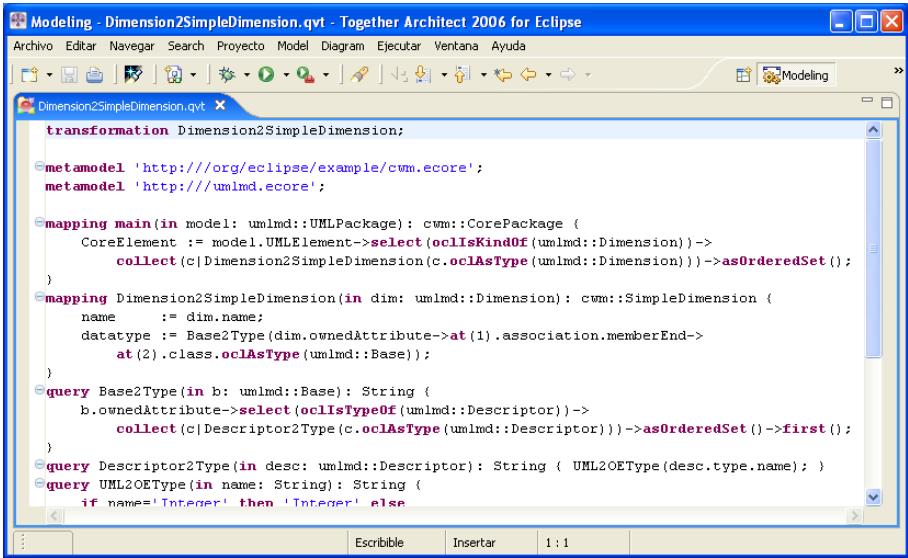 Modeling - Dimension2SimpleDimension.qvt - Together Architect 2006 for Eclipse
Archivo Editar Navegar Search Proyecto Model Diagram Ejecutar Ventana Ayuda
Modeling »
Dimension2SimpleDimension.qvt
transformation Dimension2SimpleDimension;
metamodel 'http:///org/eclipse/example/cwm.ecore';
metamodel 'http:///umlmd.ecore';
mapping main(in model: umlmd::UMLPackage): cwm::CorePackage {
CoreElement := model.UMLElement->select(oclIsKindOf(umlmd::Dimension))->
collect(c|Dimension2SimpleDimension(c.oclAsType(umlmd::Dimension)))->asOrderedSet();
}
mapping Dimension2SimpleDimension(in dim: umlmd::Dimension): cwm::SimpleDimension {
name := dim.name;
datatype := Base2Type(dim.ownedAttribute->at(1).association.memberEnd->
at(2).class.oclAsType(umlmd::Base));
}
query Base2Type(in b: umlmd::Base): String {
b.ownedAttribute->select(oclIsTypeOf(umlmd::Descriptor))->
collect(c|Descriptor2Type(c.oclAsType(umlmd::Descriptor)))->asOrderedSet()->first();
}
query Descriptor2Type(in desc: umlmd::Descriptor): String { UML2OEType(desc.type.name); }
query UML2OEType(in name: String): String {
if name='Integer' then 'Integer' else
Escribible Insertar 1 : 1